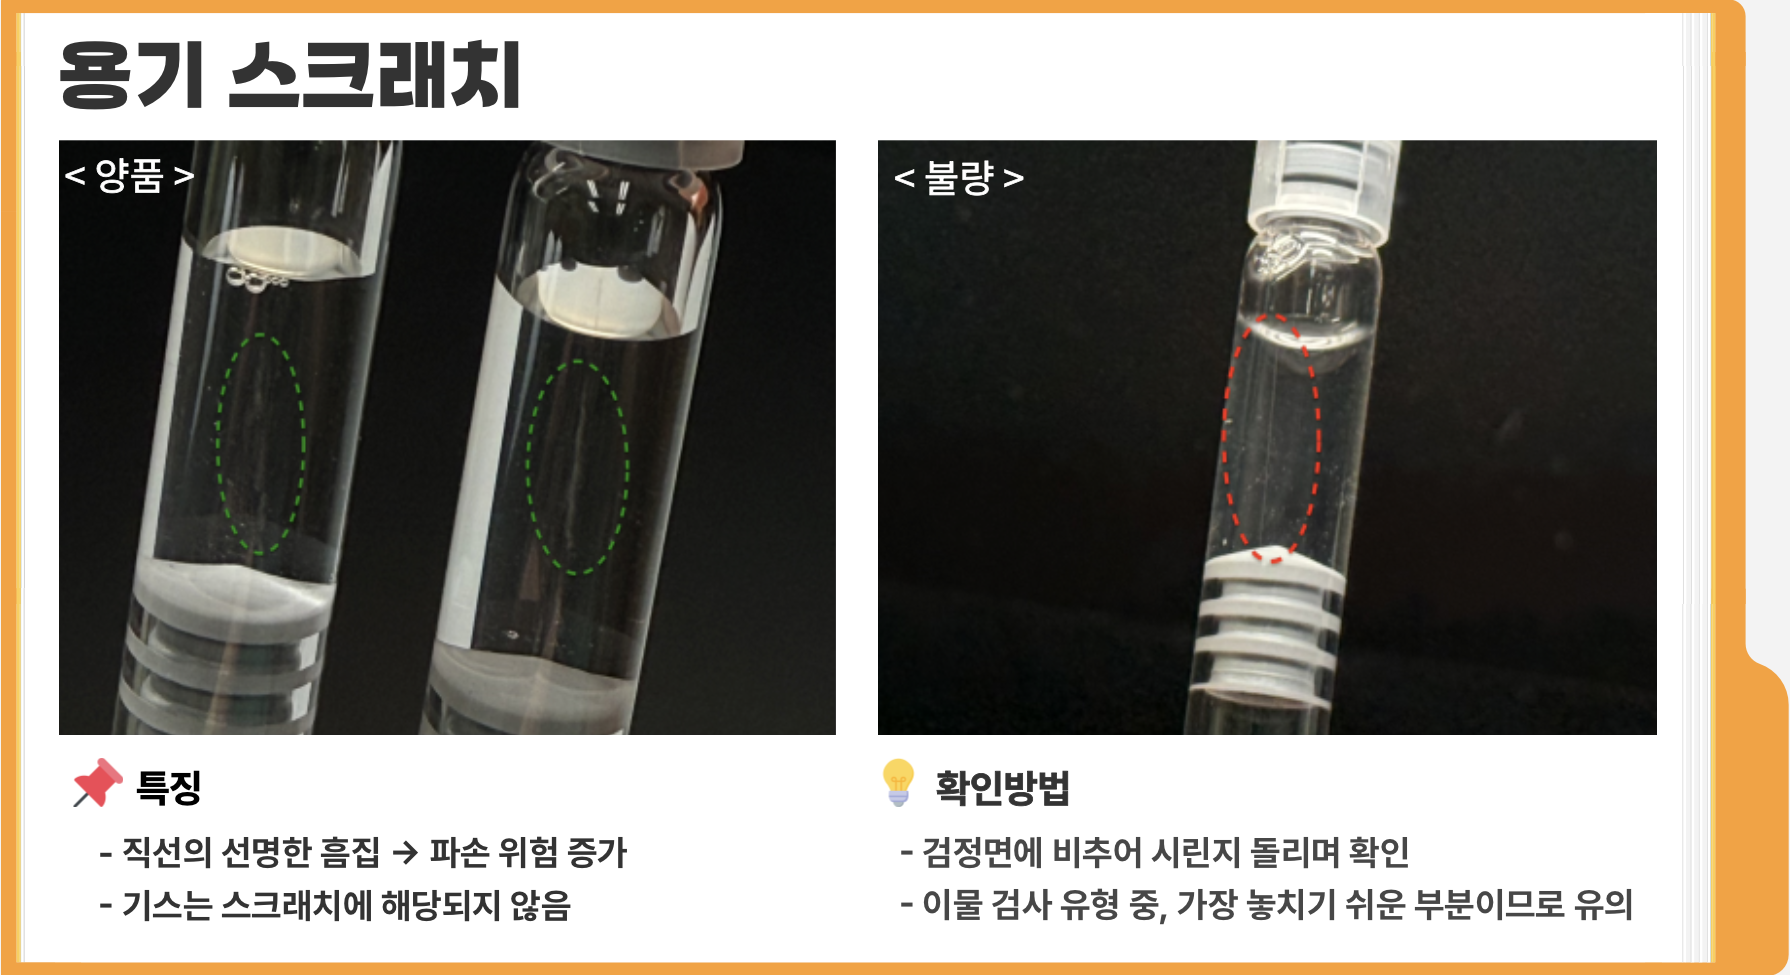 용기 스크래치
< 양품 >
< 불량 >
특징
- 직선의 선명한 흠집 → 파손 위험 증가
- 기스는 스크래치에 해당되지 않음
확인방법
- 검정면에 비추어 시린지 돌리며 확인
- 이물 검사 유형 중, 가장 놓치기 쉬운 부분이므로 유의